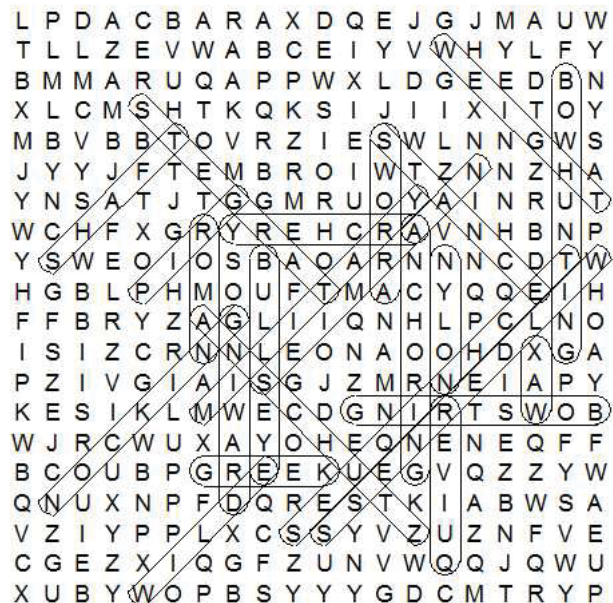 L P D A C B A R A X D Q E J G J M A U W
T L L Z E V W A B C E I Y V W H Y L F Y
B M M A R U Q A P P W X L D G E E D B N
X L C M S H T K Q K S I J I I X I T O Y
M B V B B T O V R Z I E S W L N N G W S
J Y Y J F T E M B R O I W T Z N N Z H A
Y N S A T J T G G M R U O Y A I N R U T
W C H F X G R Y R E H C R A V N H B N P
Y S W E O I O S B A O A R N N N C D T W
H G B L P H M O U F T M A C Y Q Q E I H
F F B R Y Z A G L I I Q N H L P C L N O
I S I Z C R N N L E O N A O O H D X G A
P Z I V G I A I S G J Z M R N E I A P Y
K E S I K L M W E C D G N I R T S W O B
W J R C W U X A Y O H E Q N E N E Q F F
B C O U B P G R E E K U E G V Q Z Z Y W
Q N U X N P F D Q R E S T K I A B W S A
V Z I Y P P L X C S S Y V Z U Z N F V E
C G E Z X I Q G F Z U N V W Q Q J Q W U
X U B Y W O P B S Y Y Y G D C M T R Y P